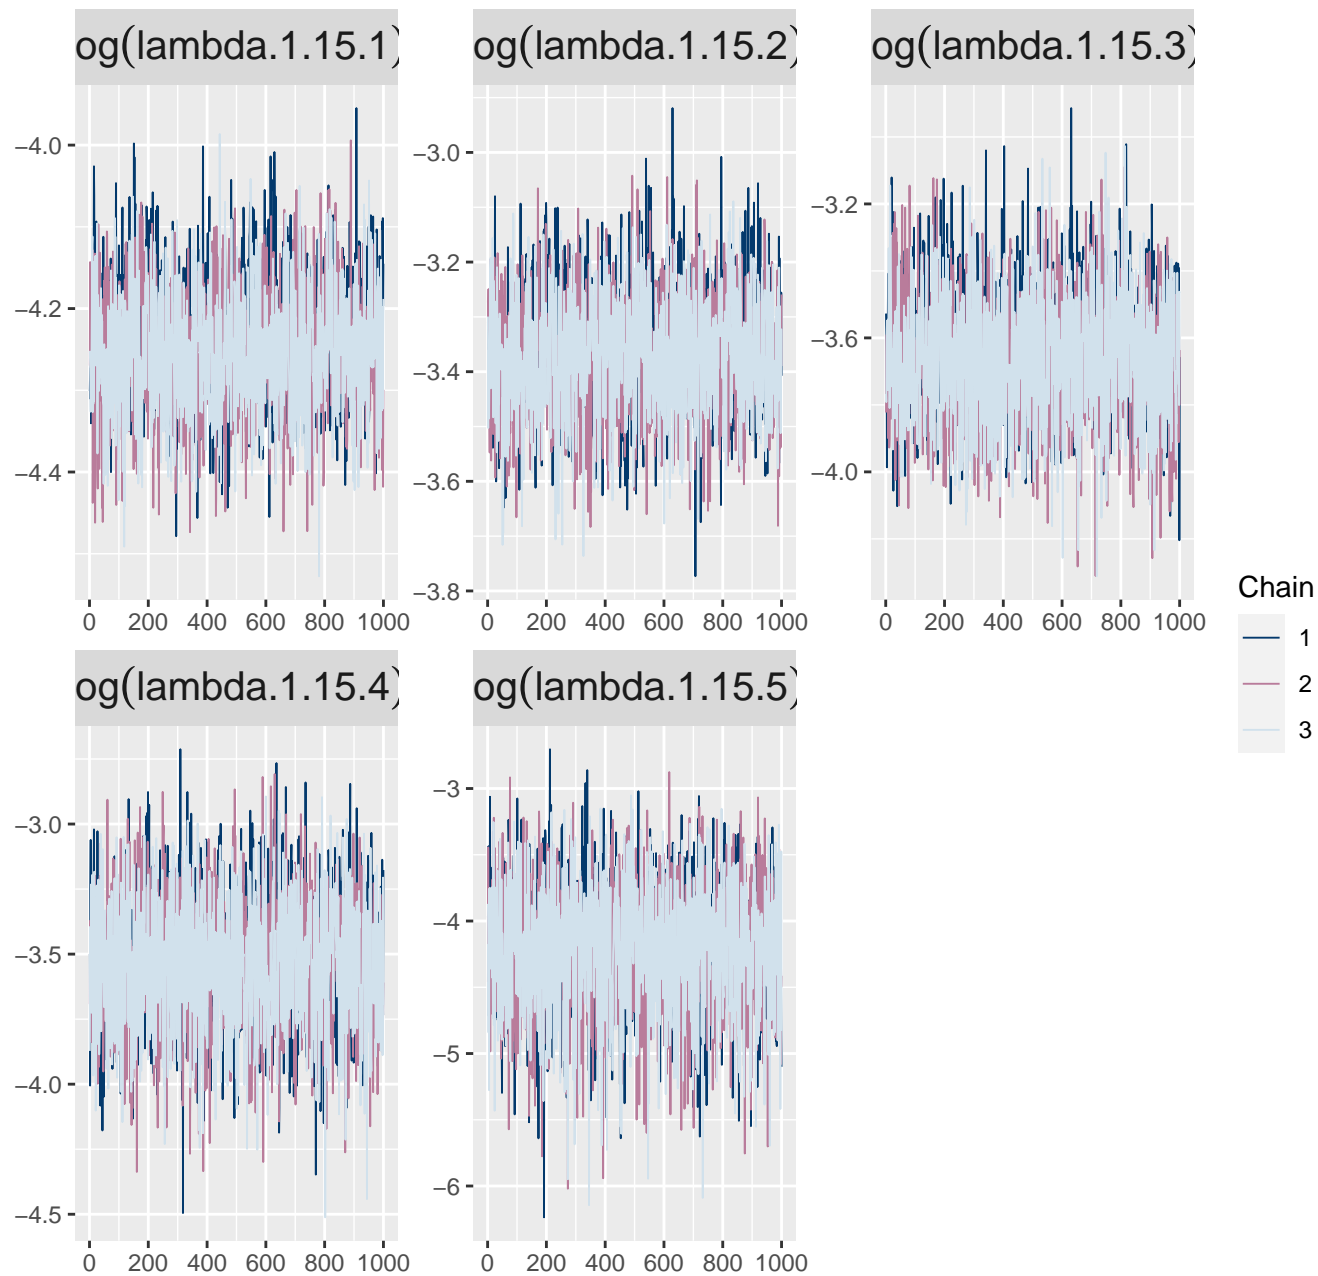 og(lambda.1.15.1)
og(lambda.1.15.2)
og(lambda.1.15.3)
−4.0
−4.2
−4.4
0 200 400 600 800 1000
−3.0
−3.2
−3.4
−3.6
−3.8
0 200 400 600 800 1000
−3.2
−3.6
−4.0
0 200 400 600 800 1000
og(lambda.1.15.4)
og(lambda.1.15.5)
−3.0
−3.5
−4.0
−4.5
0 200 400 600 800 1000
−3
−4
−5
−6
0 200 400 600 800 1000
Chain
1
2
3